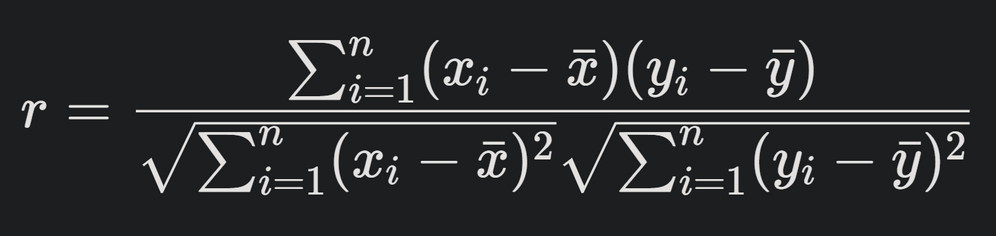 r = \frac{\sum_{i=1}^{n}(x_i - \bar{x})(y_i - \bar{y})}{\sqrt{\sum_{i=1}^{n}(x_i - \bar{x})^2}\sqrt{\sum_{i=1}^{n}(y_i - \bar{y})^2}}